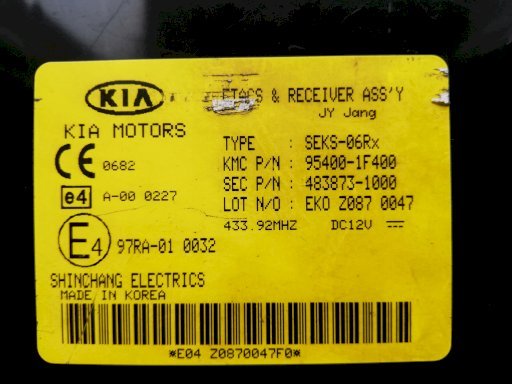 KIA
ETACS & RECEIVER ASS'Y
JY Jang
KIA MOTORS
TYPE : SEKS-06Rx
CE 0682
KMC P/N : 95400-1F400
e4 A-00 0227
SEC P/N : 483873-1000
LOT N/O : EKO Z087 0047
E4 97RA-01 0032
433.92MHZ DC12V
SHINCHANG ELECTRICS
MADE IN KOREA
*E04 Z0870047F0*